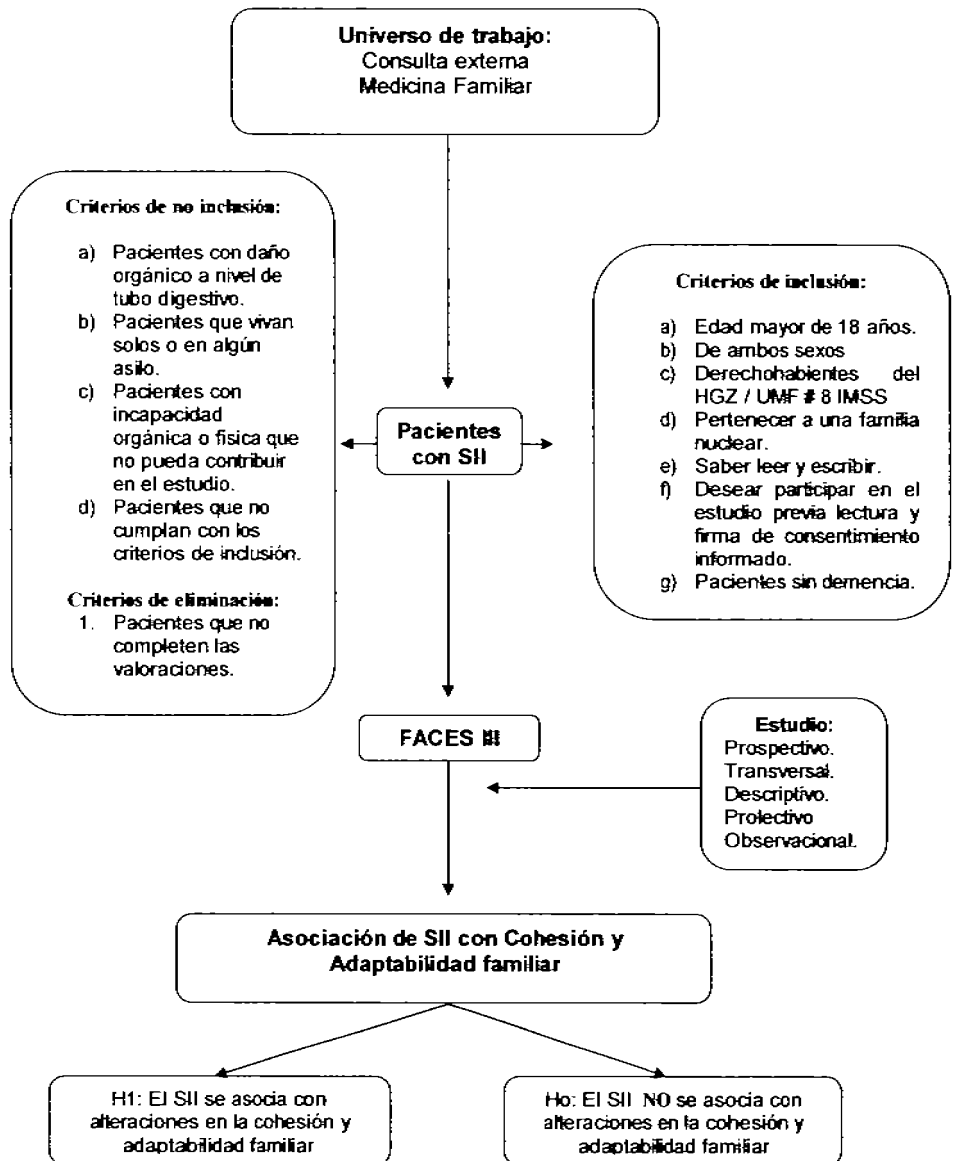 Universo de trabajo:
Consulta externa
Medicina Familiar
Criterios de no inclusión:
a) Pacientes con daño
orgánico a nivel de
tubo digestivo.
b) Pacientes que vivan
solos o en algún
asilo.
c) Pacientes con
incapacidad
orgánica o física que
no pueda contribuir
en el estudio.
d) Pacientes que no
cumplan con los
criterios de inclusión.
Criterios de eliminación:
1. Pacientes que no
completen las
valoraciones.
Criterios de inclusión:
a) Edad mayor de 18 años.
b) De ambos sexos
c) Derechohabientes del
HGZ / UMF # 8 IMSS
d) Pertenecer a una familia
nuclear.
e) Saber leer y escribir.
f) Desear participar en el
estudio previa lectura y
firma de consentimiento
informado.
g) Pacientes sin demencia.
Pacientes
con SII
FACES III
Estudio:
Prospectivo.
Transversal.
Descriptivo.
Prolectivo
Observacional.
Asociación de SII con Cohesión y
Adaptabilidad familiar
H1: El SII se asocia con
alteraciones en la cohesión y
adaptabilidad familiar
Ho: El SII NO se asocia con
alteraciones en la cohesión y
adaptabilidad familiar